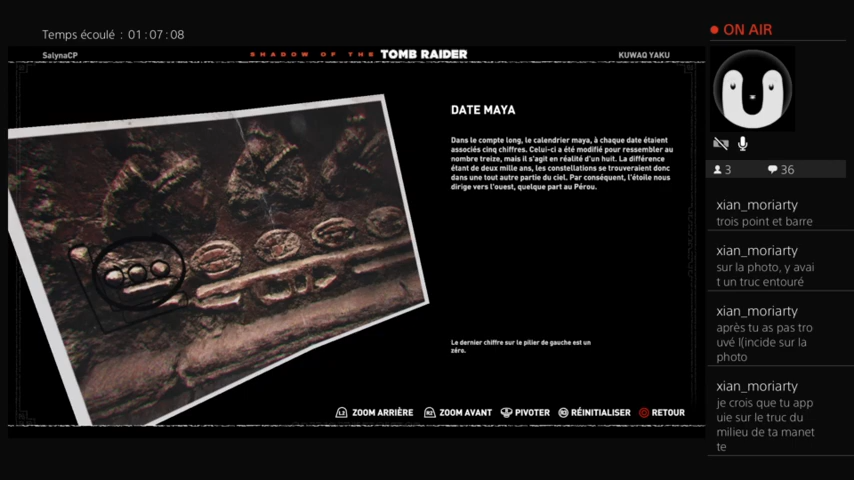 Temps écoulé : 01:07:08
ON AIR
SalynaCP
SHADOW OF THE TOMB RAIDER
KUWAQ YAKU
DATE MAYA
Dans le compte long, le calendrier maya, à chaque date étaient
associés cinq chiffres. Celui-ci a été modifié pour ressembler au
nombre treize, mais il s'agit en réalité d'un huit. La différence
étant de deux mille ans, les constellations se trouveraient donc
dans une tout autre partie du ciel. Par conséquent, l'étoile nous
dirige vers l'ouest, quelque part au Pérou.
Le dernier chiffre sur le pilier de gauche est un
zéro.
L2 ZOOM ARRIÈRE R2 ZOOM AVANT PIVOTER R3 RÉINITIALISER RETOUR
3 36
xian_moriarty
trois point et barre
xian_moriarty
sur la photo, y avai
t un truc entouré
xian_moriarty
après tu as pas tro
uvé l(incide sur la
photo
xian_moriarty
je crois que tu app
uie sur le truc du
milieu de ta manet
te